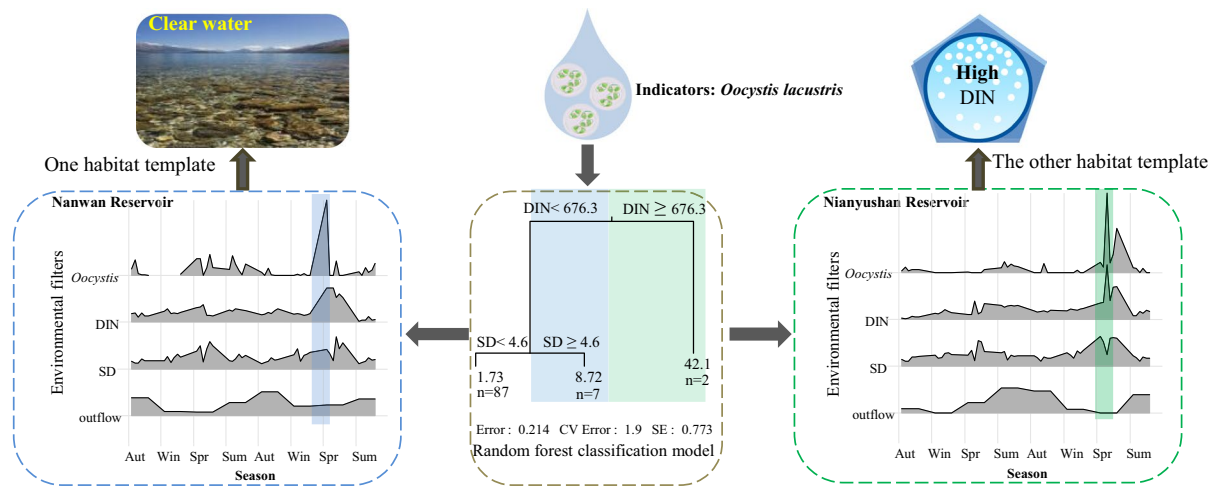 Clear water
Indicators: Oocystis lacustris
High
DIN
One habitat template
The other habitat template
Nanwan Reservoir
Environmental filters
Oocystis
DIN
SD
outflow
Aut Win Spr Sum Aut Win Spr Sum
Season
DIN< 676.3 DIN ≥ 676.3
SD< 4.6 SD ≥ 4.6
1.73
n=87
8.72
n=7
42.1
n=2
Error : 0.214 CV Error : 1.9 SE : 0.773
Random forest classification model
Nianyushan Reservoir
Environmental filters
Oocystis
DIN
SD
outflow
Aut Win Spr Sum Aut Win Spr Sum
Season